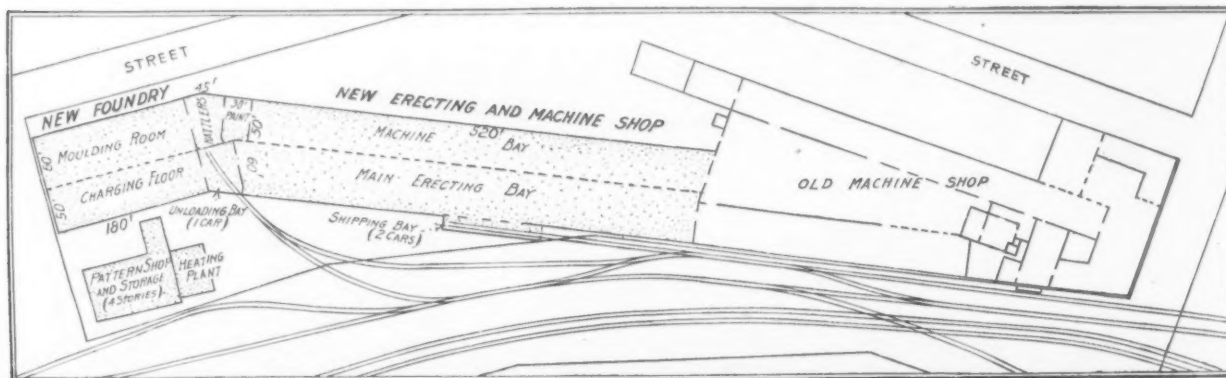 STREET
STREET
NEW FOUNDRY
45'
RATTLERS
30'
PAINT
50'
NEW ERECTING AND MACHINE SHOP
520'
MACHINE BAY
MOULDING ROOM
60'
CHARGING FLOOR
50'
180'
60
MAIN ERECTING BAY
OLD MACHINE SHOP
UNLOADING BAY
(1 CAR)
SHIPPING BAY
(2 CARS)
PATTERN SHOP
AND STORAGE
(4 STORIES)
HEATING
PLANT